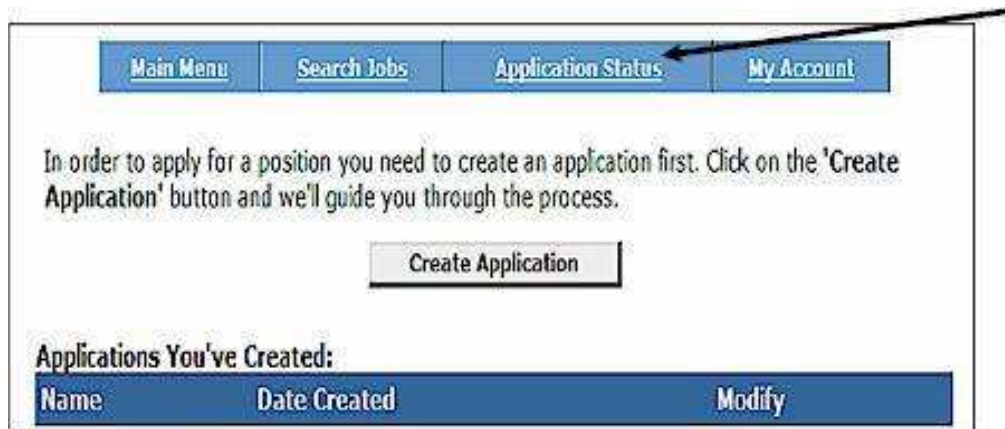 Main Menu Search Jobs Application Status My Account
In order to apply for a position you need to create an application first. Click on the 'Create
Application' button and we'll guide you through the process.
Create Application
Applications You've Created:
Name Date Created Modify